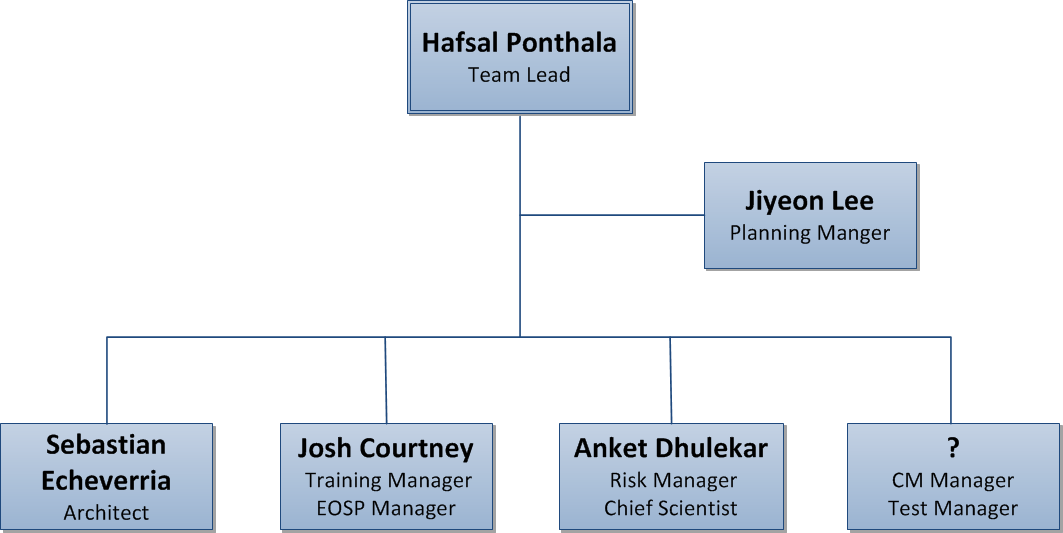 Hafsal Ponthala
Team Lead
Jiyeon Lee
Planning Manger
Sebastian
Echeverria
Architect
Josh Courtney
Training Manager
EOSP Manager
Anket Dhulekar
Risk Manager
Chief Scientist
?
CM Manager
Test Manager